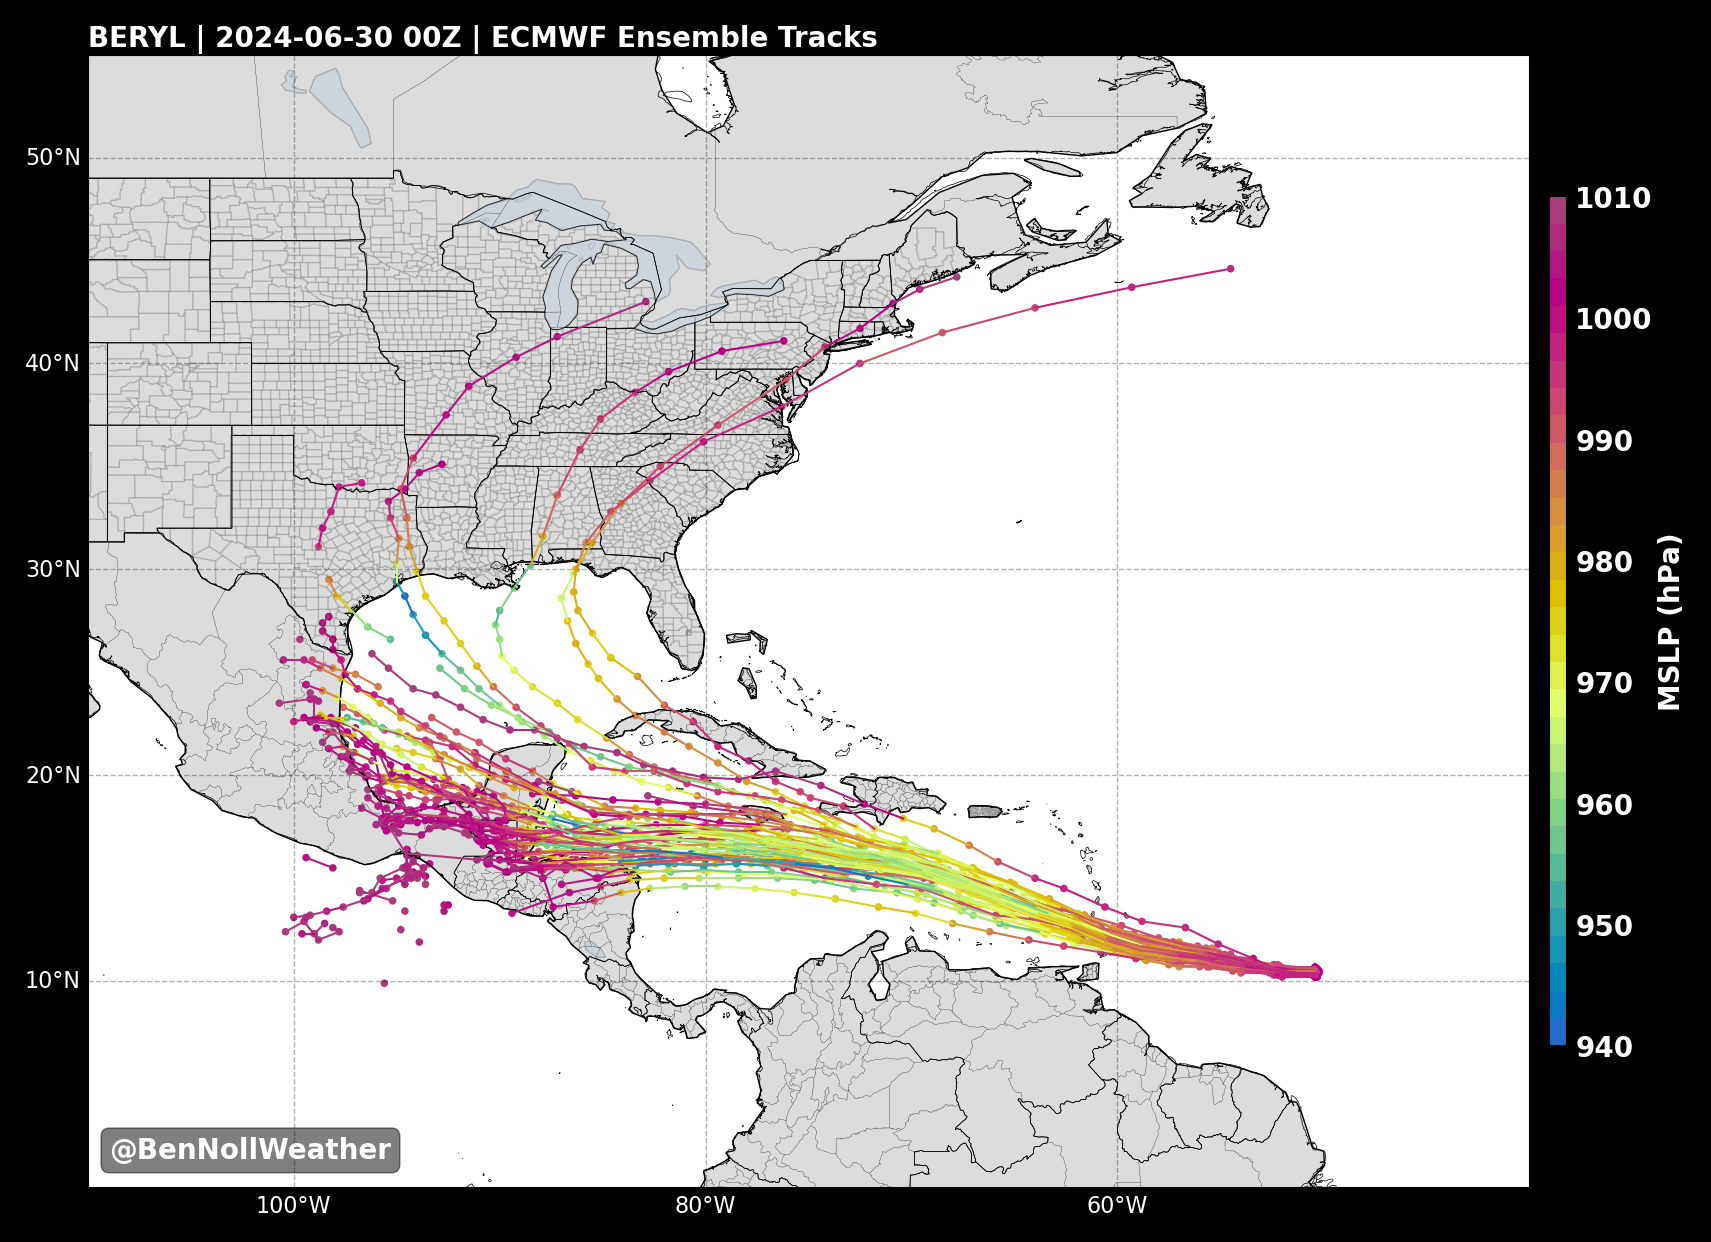 BERYL | 2024-06-30 00Z | ECMWF Ensemble Tracks
50°N
40°N
30°N
20°N
10°N
100°W
80°W
60°W
1010
1000
990
980
970
960
950
940
MSLP (hPa)
@BenNollWeather